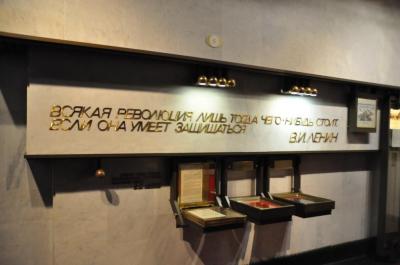 ВСЯКАЯ РЕВОЛЮЦИЯ ЛИШЬ ТОГДА ЧЕГО-НИБУДЬ СТОИТ,
ЕСЛИ ОНА УМЕЕТ ЗАЩИЩАТЬСЯ
В.И.ЛЕНИН